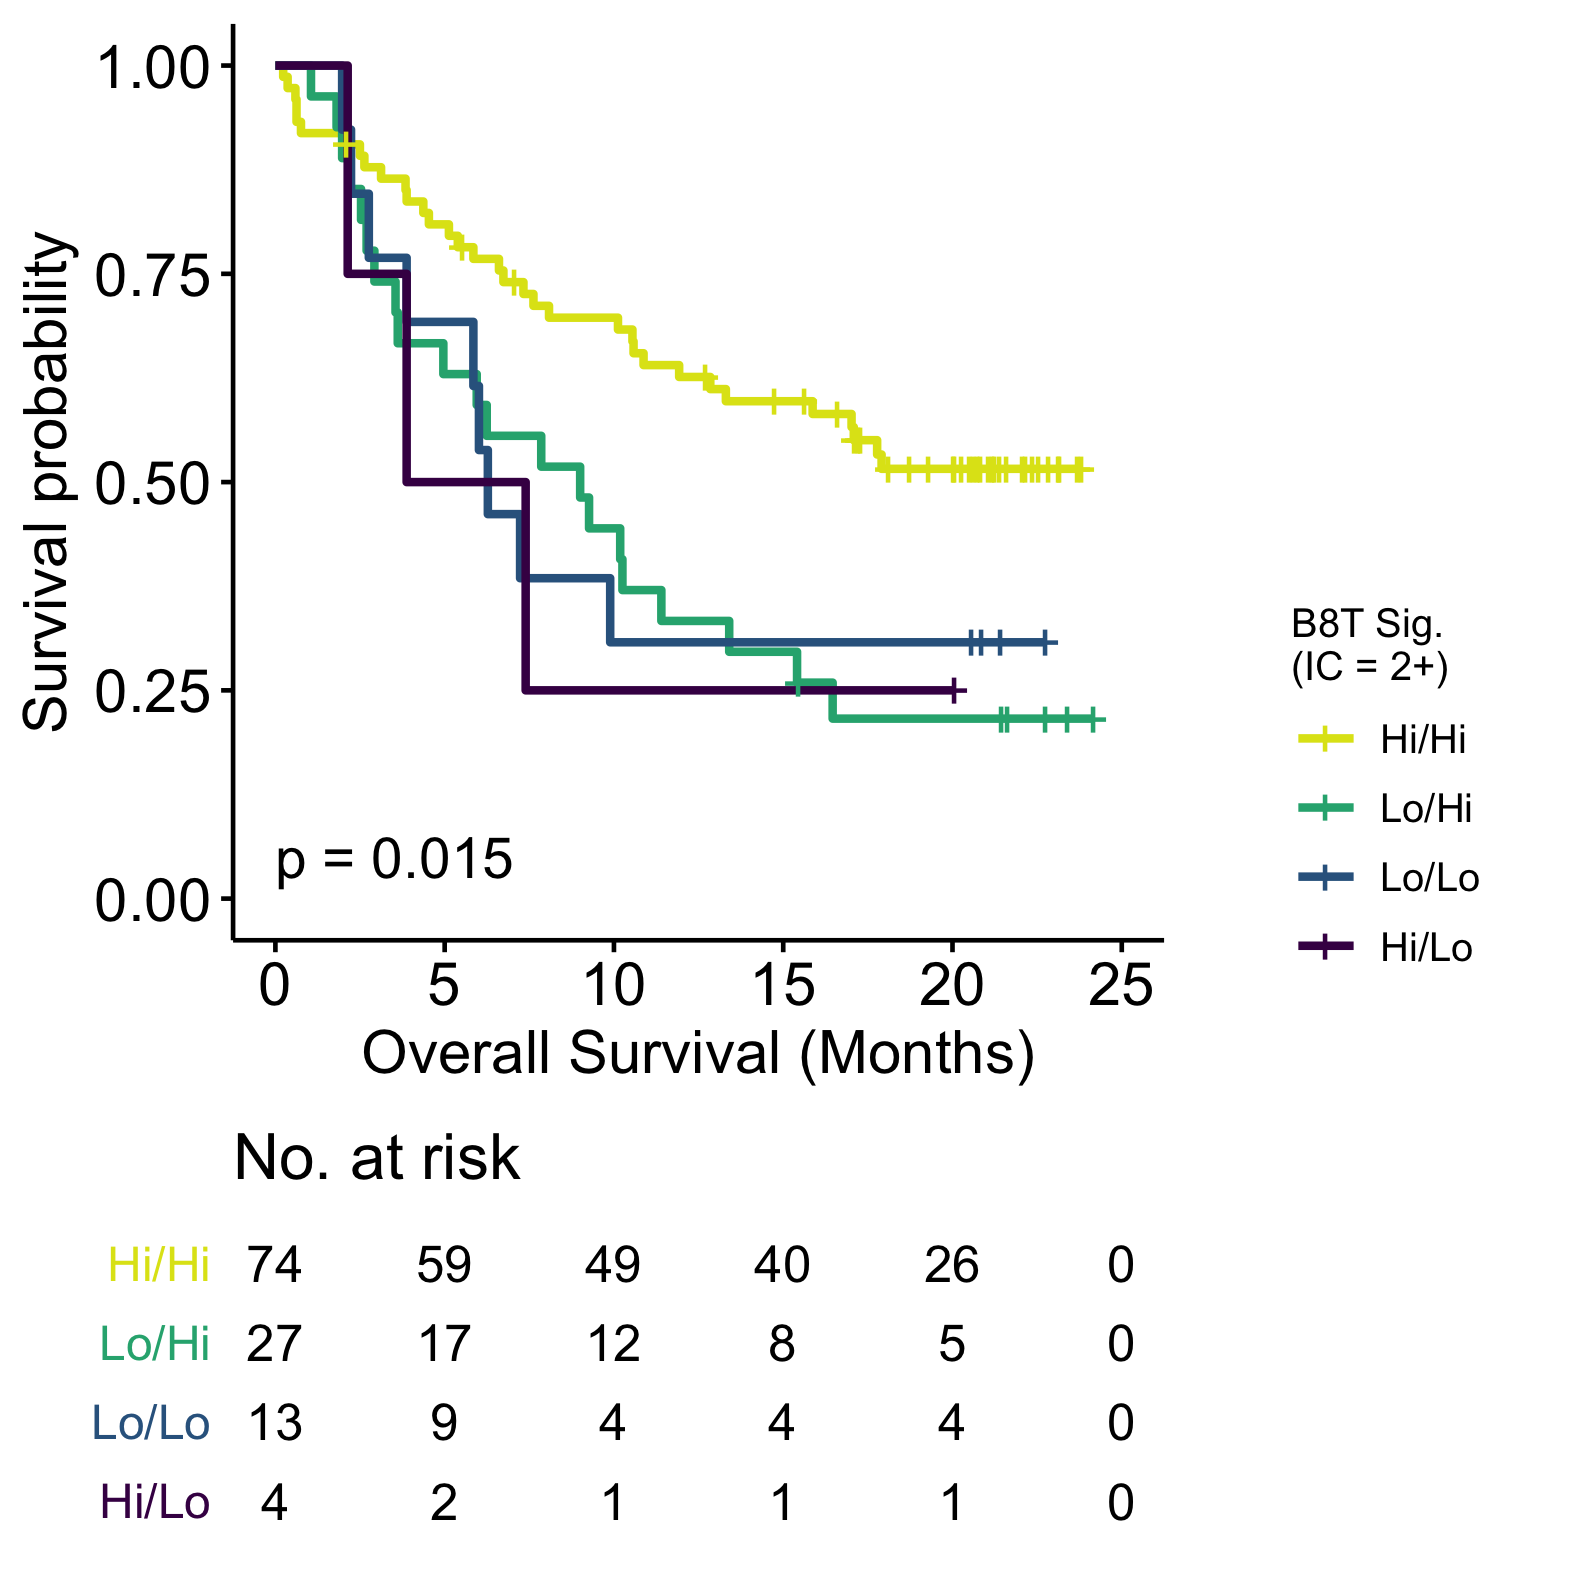 1.00
0.75
0.50
0.25
0.00
Survival probability
p = 0.015
0 5 10 15 20 25
Overall Survival (Months)
B8T Sig.
(IC = 2+)
Hi/Hi
Lo/Hi
Lo/Lo
Hi/Lo
No. at risk
Hi/Hi 74 59 49 40 26 0
Lo/Hi 27 17 12 8 5 0
Lo/Lo 13 9 4 4 4 0
Hi/Lo 4 2 1 1 1 0